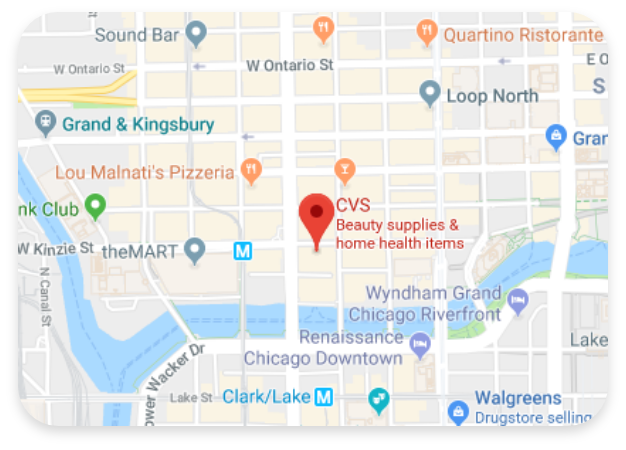 Sound Bar
Quartino Ristorante
W Ontario St
W Ontario St
E O
S
Loop North
Grand & Kingsbury
Gran
Lou Malnati's Pizzeria
nk Club
CVS
Beauty supplies &
home health items
W Kinzie St
theMART
M
N Canal St
Wyndham Grand
Chicago Riverfront
Renaissance
Chicago Downtown
Lake
ower Wacker Dr
Lake St
Clark/Lake M
Walgreens
Drugstore selling